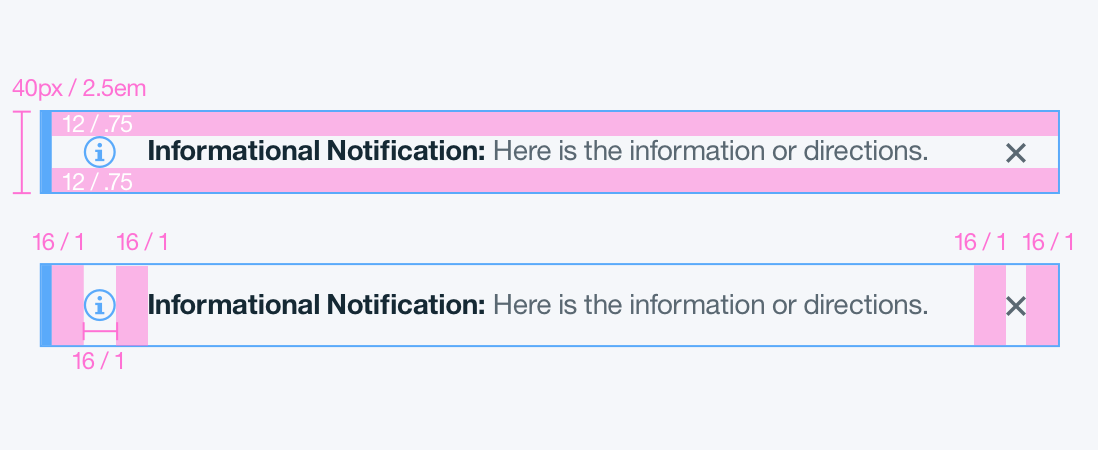 40px / 2.5em
12 / .75
Informational Notification: Here is the information or directions.
12 / .75
16 / 1 16 / 1 16 / 1 16 / 1
Informational Notification: Here is the information or directions.
16 / 1